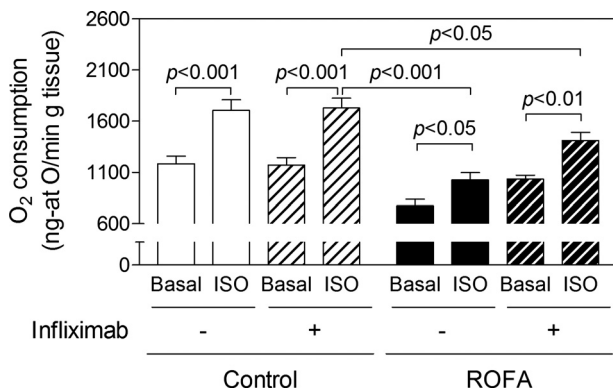 2600
2100
1600
1100
600
0
O₂ consumption
(ng-at O/min g tissue)
p<0.05
p<0.001 p<0.001 p<0.001
p<0.01
p<0.05
Basal ISO Basal ISO Basal ISO Basal ISO
Infliximab - + - +
Control ROFA